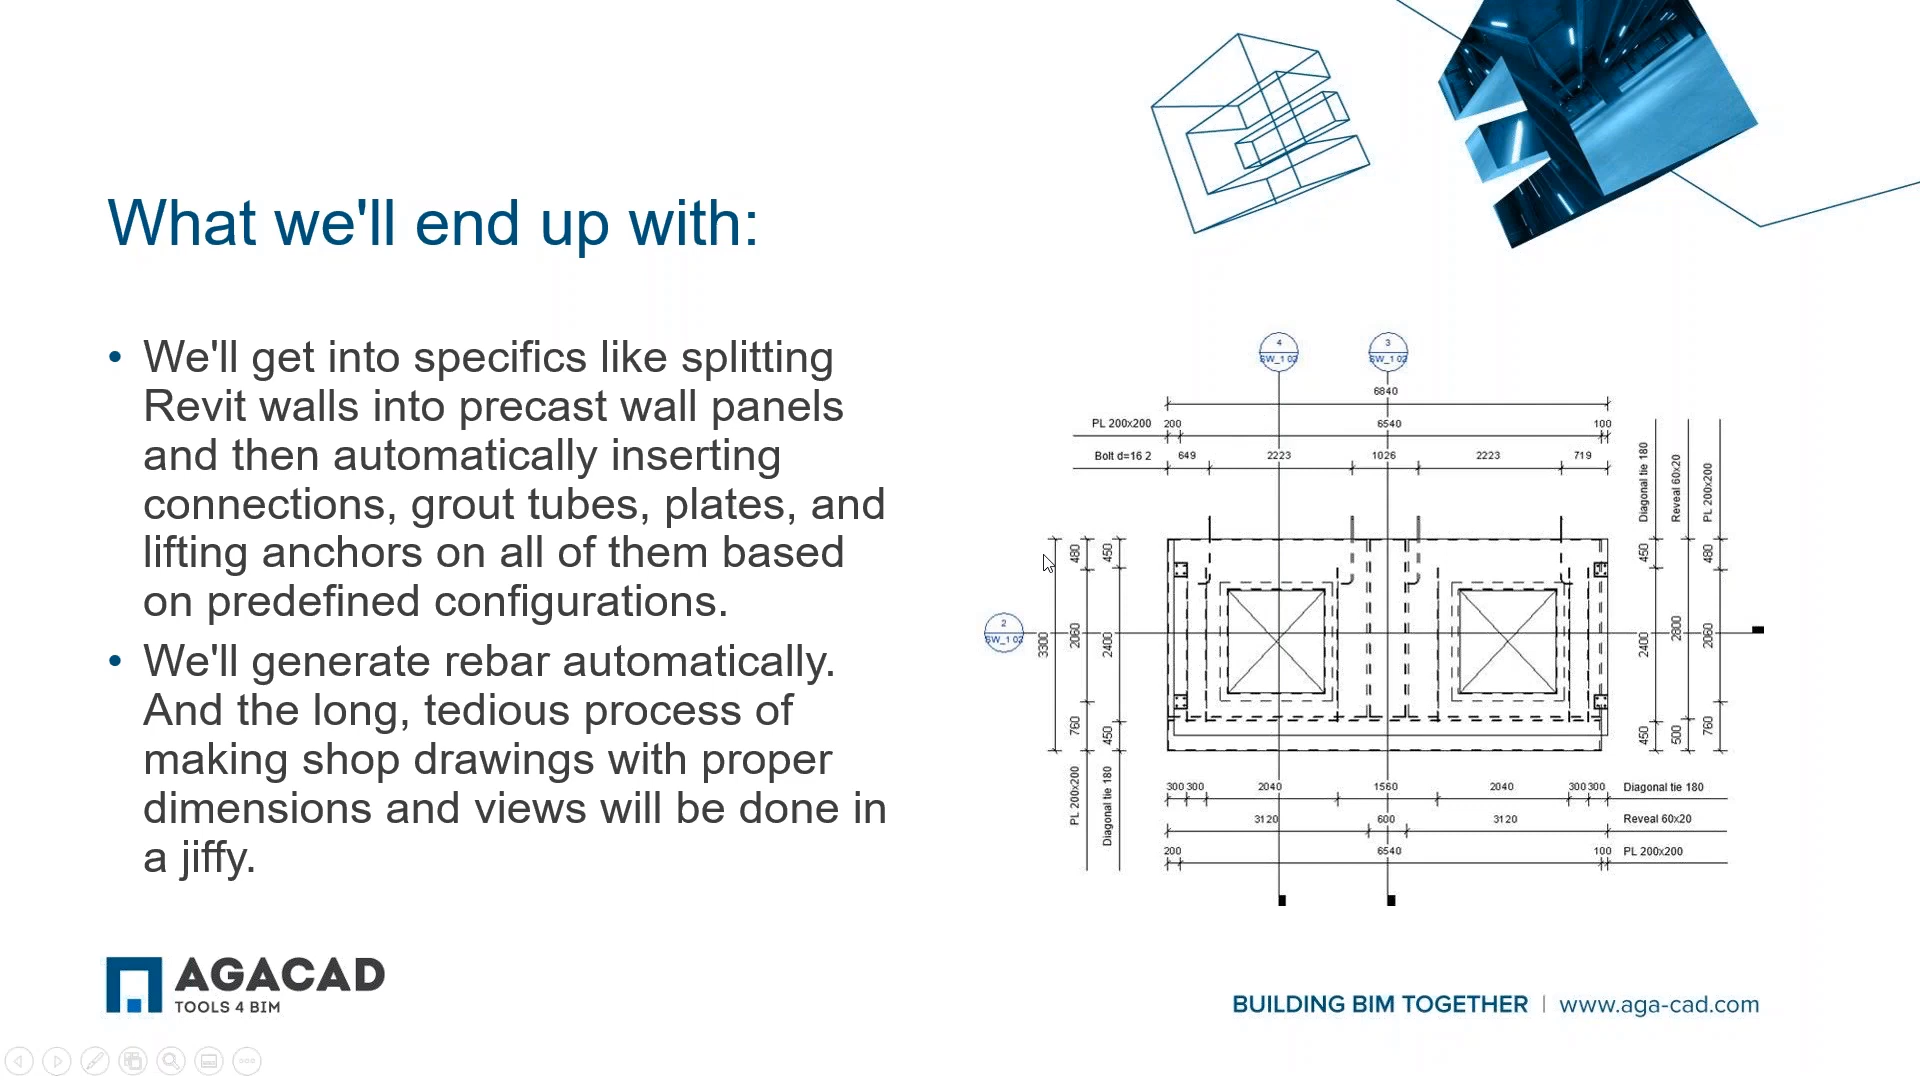 What we'll end up with:
• We'll get into specifics like splitting
Revit walls into precast wall panels
and then automatically inserting
connections, grout tubes, plates, and
lifting anchors on all of them based
on predefined configurations.
• We'll generate rebar automatically.
And the long, tedious process of
making shop drawings with proper
dimensions and views will be done in
a jiffy.
4 3
SW_1 02 SW_1 02
6840
PL 200x200 200 6540 100
Bolt d=16 2 649 2223 1026 2223 719
Diagonal tie 180
Reveal 60x20
PL 200x200
480 450
450 480
2
SW_1 02
3300 2060 2400
2400 2800 2060
760 450
450 500 760
PL 200x200
Diagonal tie 180
300 300 2040 1560 2040 300 300 Diagonal tie 180
3120 600 3120 Reveal 60x20
200 6540 100 PL 200x200
AGACAD
TOOLS 4 BIM
BUILDING BIM TOGETHER | www.aga-cad.com